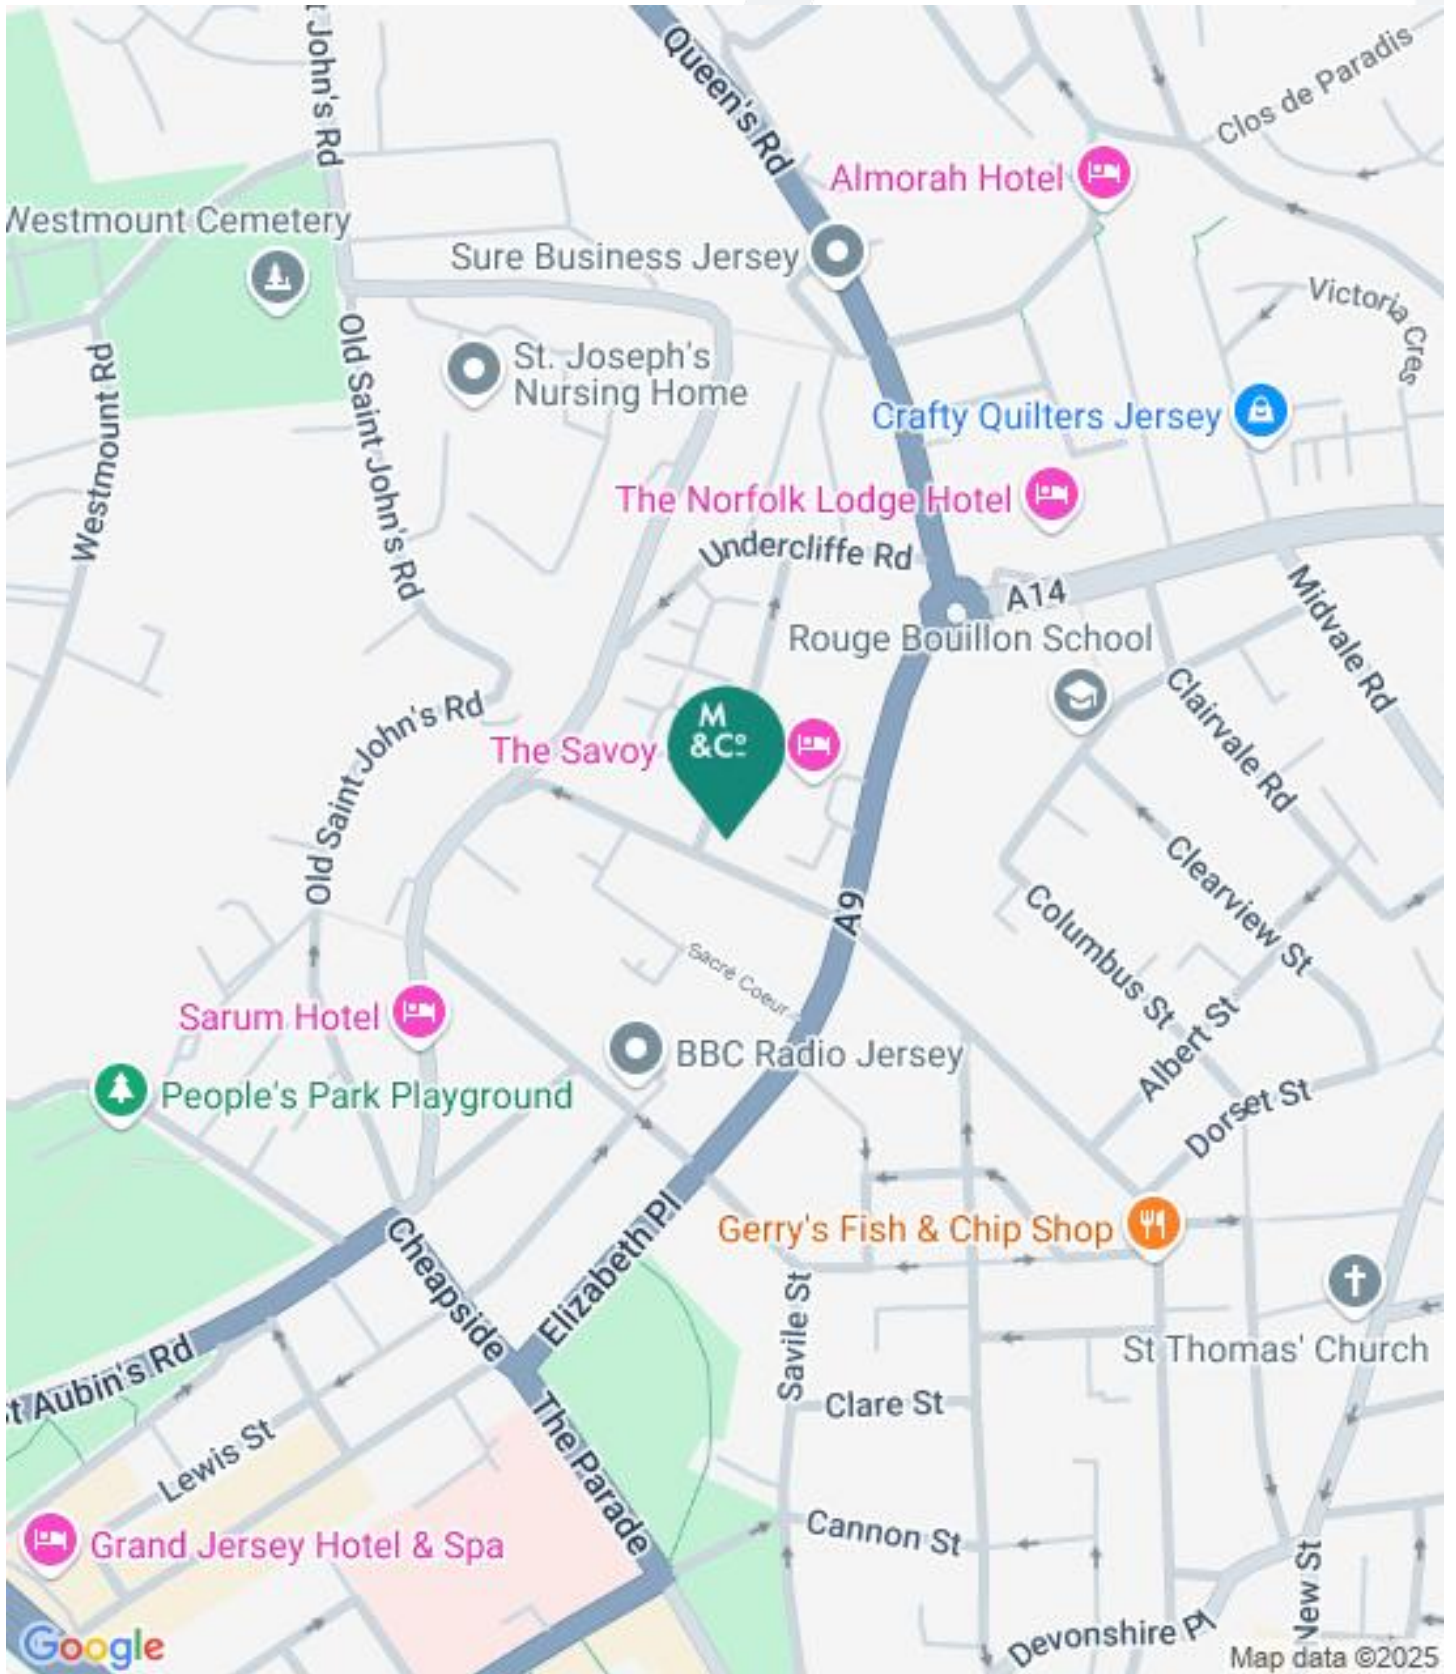 t John's Rd
Queen's Rd
Clos de Paradis
Almorah Hotel
Westmount Cemetery
Sure Business Jersey
Victoria Cres
Old Saint John's Rd
St. Joseph's
Nursing Home
Westmount Rd
Crafty Quilters Jersey
The Norfolk Lodge Hotel
Undercliffe Rd
A14
Midvale Rd
Rouge Bouillon School
Clairvale Rd
Old Saint John's Rd
M
&Cº
The Savoy
Clearview St
A9
Columbus St
Sacré Coeur
Sarum Hotel
BBC Radio Jersey
Albert St
People's Park Playground
Dorset St
Cheapside
Elizabeth Pl
Gerry's Fish & Chip Shop
Savile St
St Thomas' Church
t Aubin's Rd
Clare St
Lewis St
The Parade
Cannon St
Grand Jersey Hotel & Spa
New St
Devonshire Pl
Google
Map data ©2025